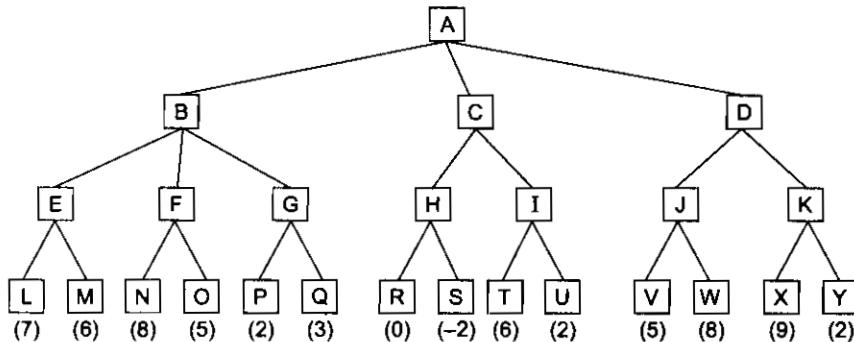 A
B C D
E F G H I J K
L M N O P Q R S T U V W X Y
(7) (6) (8) (5) (2) (3) (0) (–2) (6) (2) (5) (8) (9) (2)